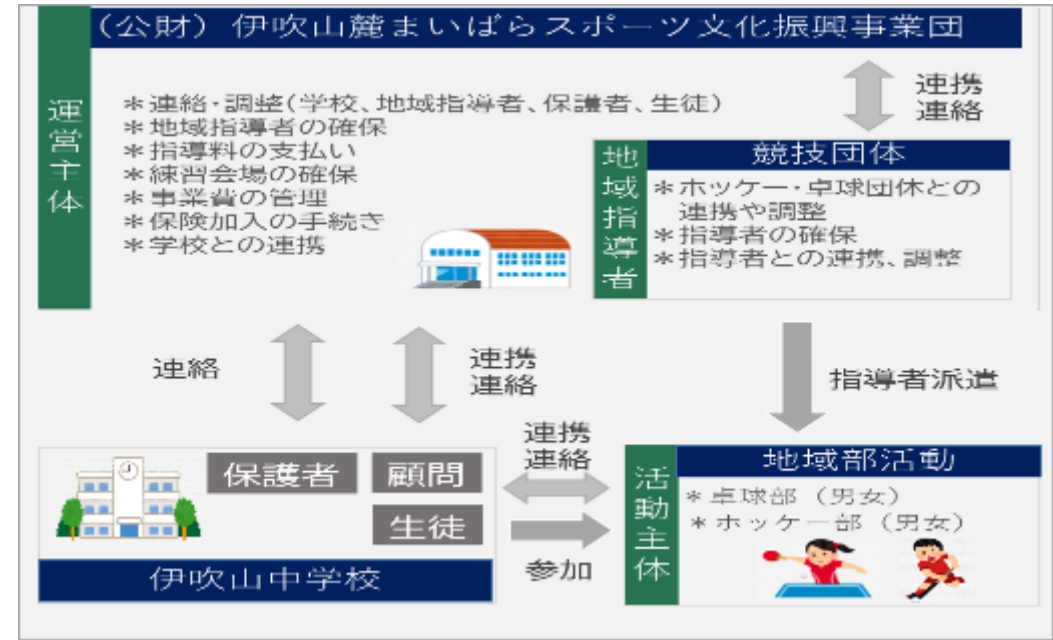 (公財) 伊吹山麓まいばらスポーツ文化振興事業団
運営主体
*連絡・調整(学校、地域指導者、保護者、生徒)
*地域指導者の確保
*指導料の支払い
*練習会場の確保
*事業費の管理
*保険加入の手続き
*学校との連携
連携
連絡
地域指導者
競技団体
*ホッケー・卓球団体との
連携や調整
*指導者の確保
*指導者との連携、調整
連絡
連携
連絡
指導者派遣
保護者
顧問
生徒
伊吹山中学校
連携
連絡
参加
活動主体
地域部活動
*卓球部(男女)
*ホッケー部(男女)